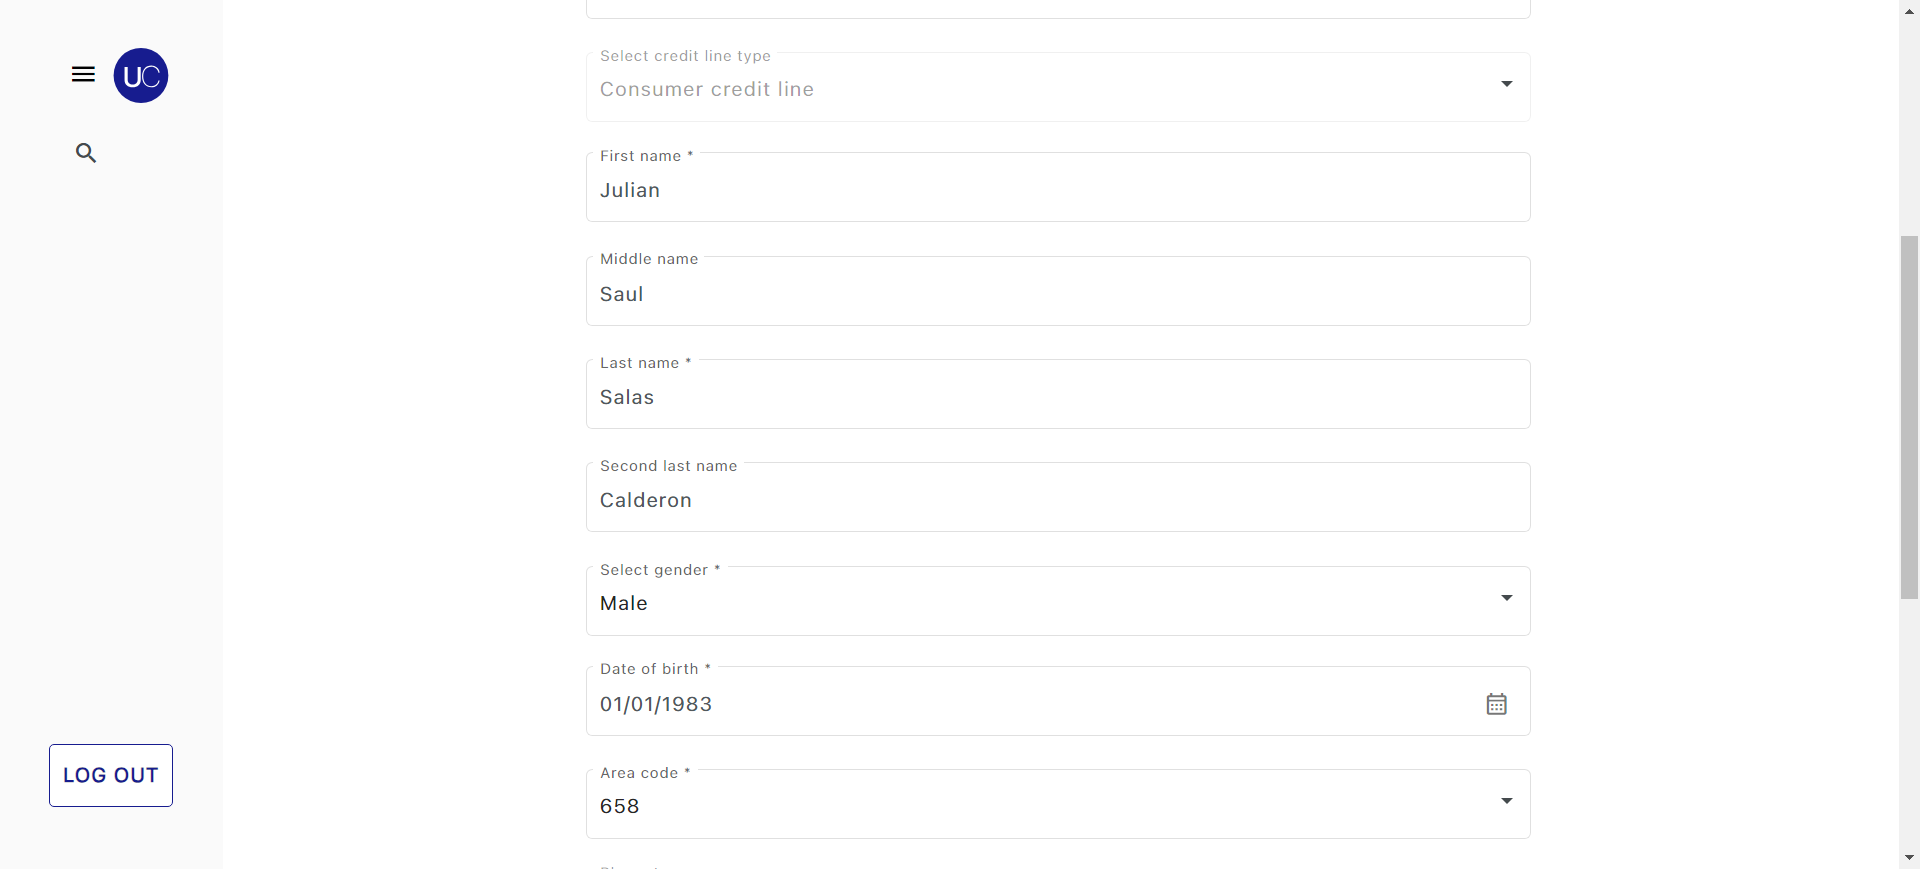 UC
Select credit line type
Consumer credit line
First name *
Julian
Middle name
Saul
Last name *
Salas
Second last name
Calderon
Select gender *
Male
Date of birth *
01/01/1983
Area code *
658
LOG OUT